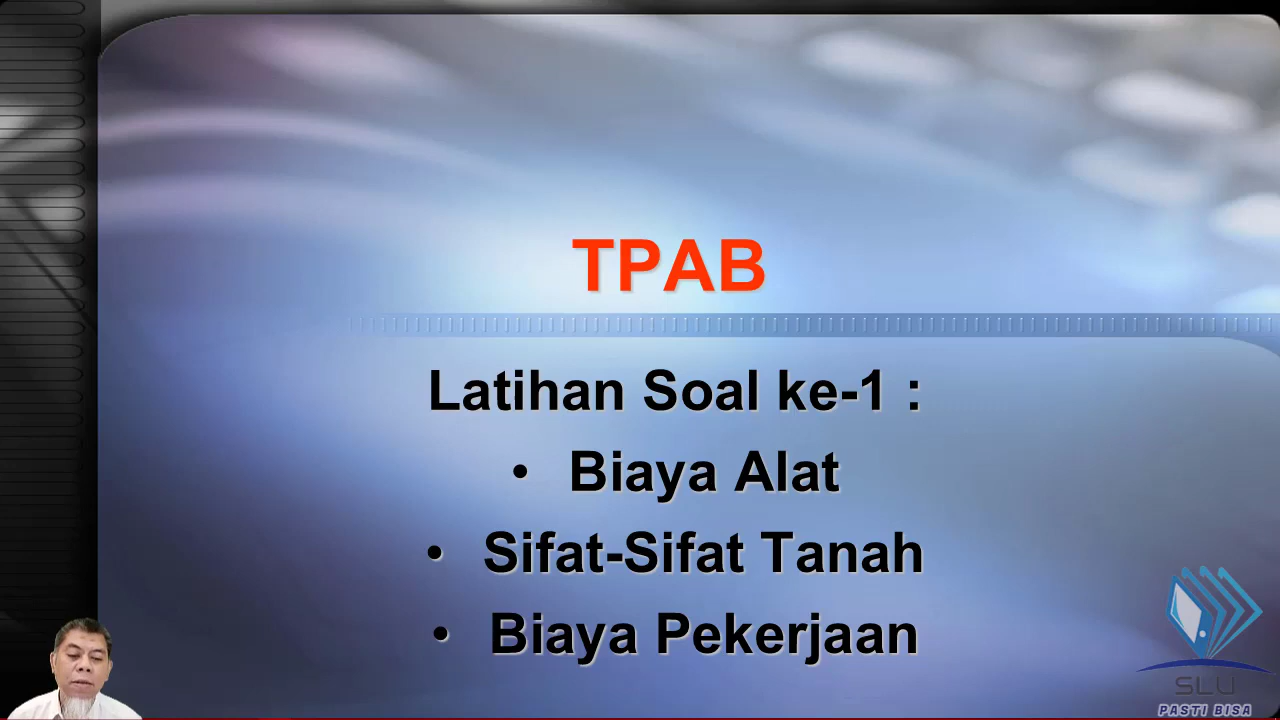 TPAB
Latihan Soal ke-1 :
• Biaya Alat
• Sifat-Sifat Tanah
• Biaya Pekerjaan
SLU
PASTI BISA